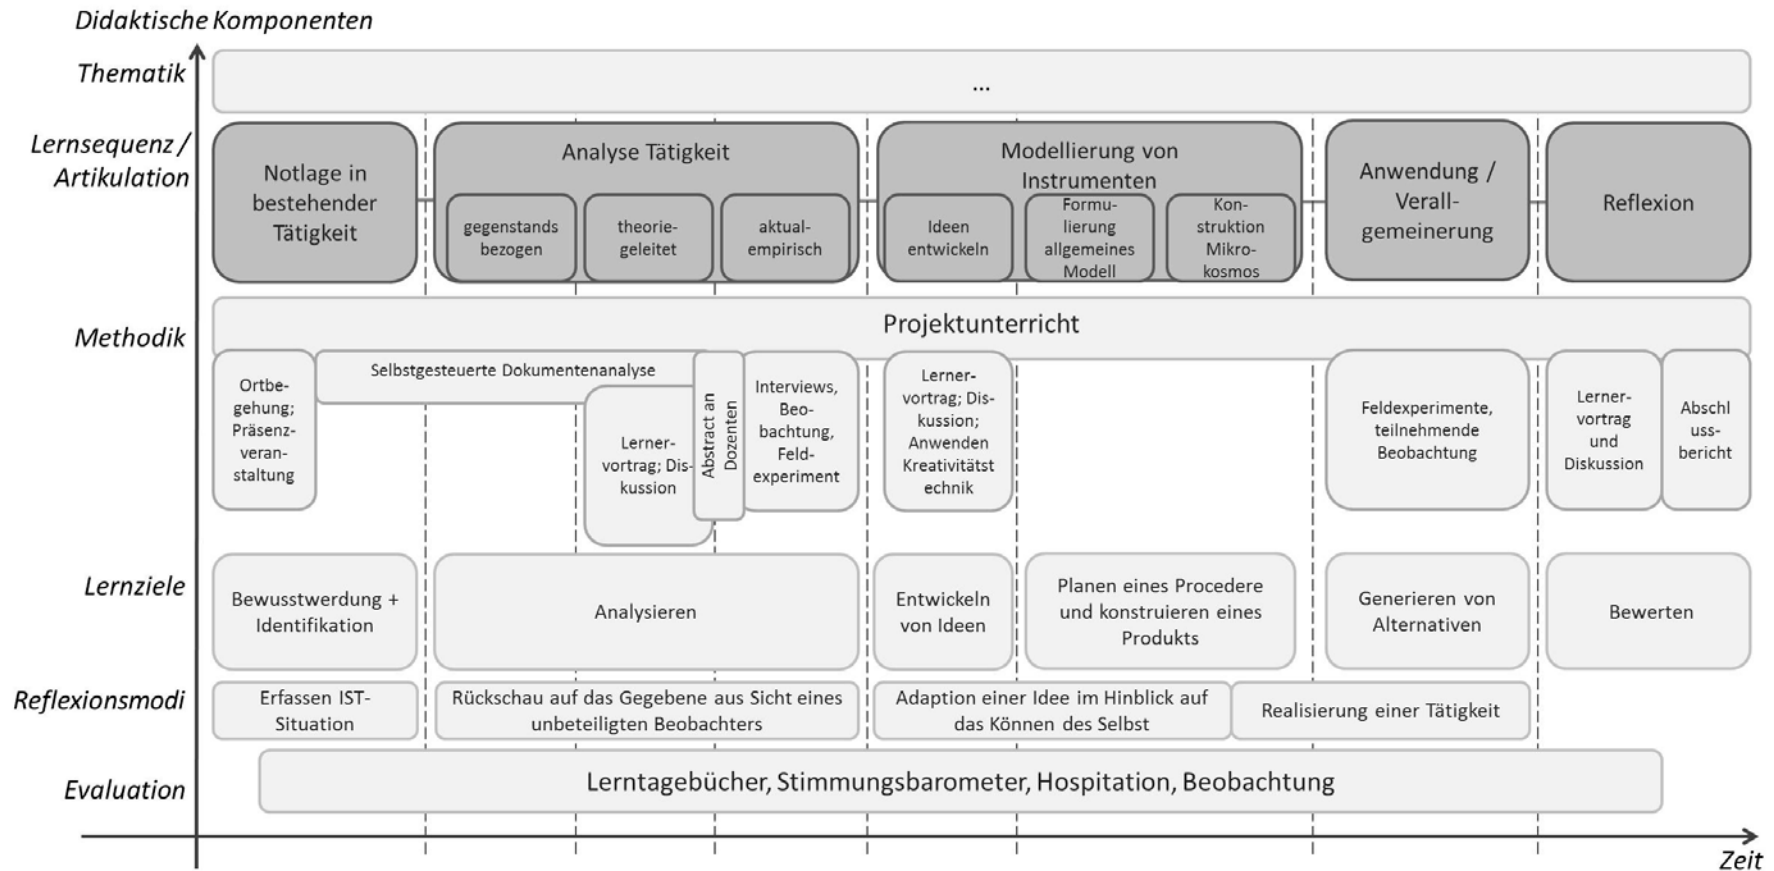 Didaktische Komponenten
Thematik
...
Lernsequenz /
Artikulation
Notlage in
bestehender
Tätigkeit
Analyse Tätigkeit
gegenstands
bezogen
theorie-
geleitet
aktual-
empirisch
Modellierung von
Instrumenten
Ideen
entwickeln
Formu-
lierung
allgemeines
Modell
Kon-
struktion
Mikro-
kosmos
Anwendung /
Verall-
gemeinerung
Reflexion
Methodik
Projektunterricht
Ortbe-
gehung;
Präsenz-
veran-
staltung
Selbstgesteuerte Dokumentenanalyse
Lerner-
vortrag; Dis-
kussion
Abstract an
Dozenten
Interviews,
Beo-
bachtung,
Feld-
experiment
Lerner-
vortrag; Dis-
kussion;
Anwenden
Kreativitätst
echnik
Feldexperimente,
teilnehmende
Beobachtung
Lerner-
vortrag
und
Diskussion
Abschl
uss-
bericht
Lernziele
Bewusstwerdung +
Identifikation
Analysieren
Entwickeln
von Ideen
Planen eines Procedere
und konstruieren eines
Produkts
Generieren von
Alternativen
Bewerten
Reflexionsmodi
Erfassen IST-
Situation
Rückschau auf das Gegebene aus Sicht eines
unbeteiligten Beobachters
Adaption einer Idee im Hinblick auf
das Können des Selbst
Realisierung einer Tätigkeit
Evaluation
Lerntagebücher, Stimmungsbarometer, Hospitation, Beobachtung
Zeit